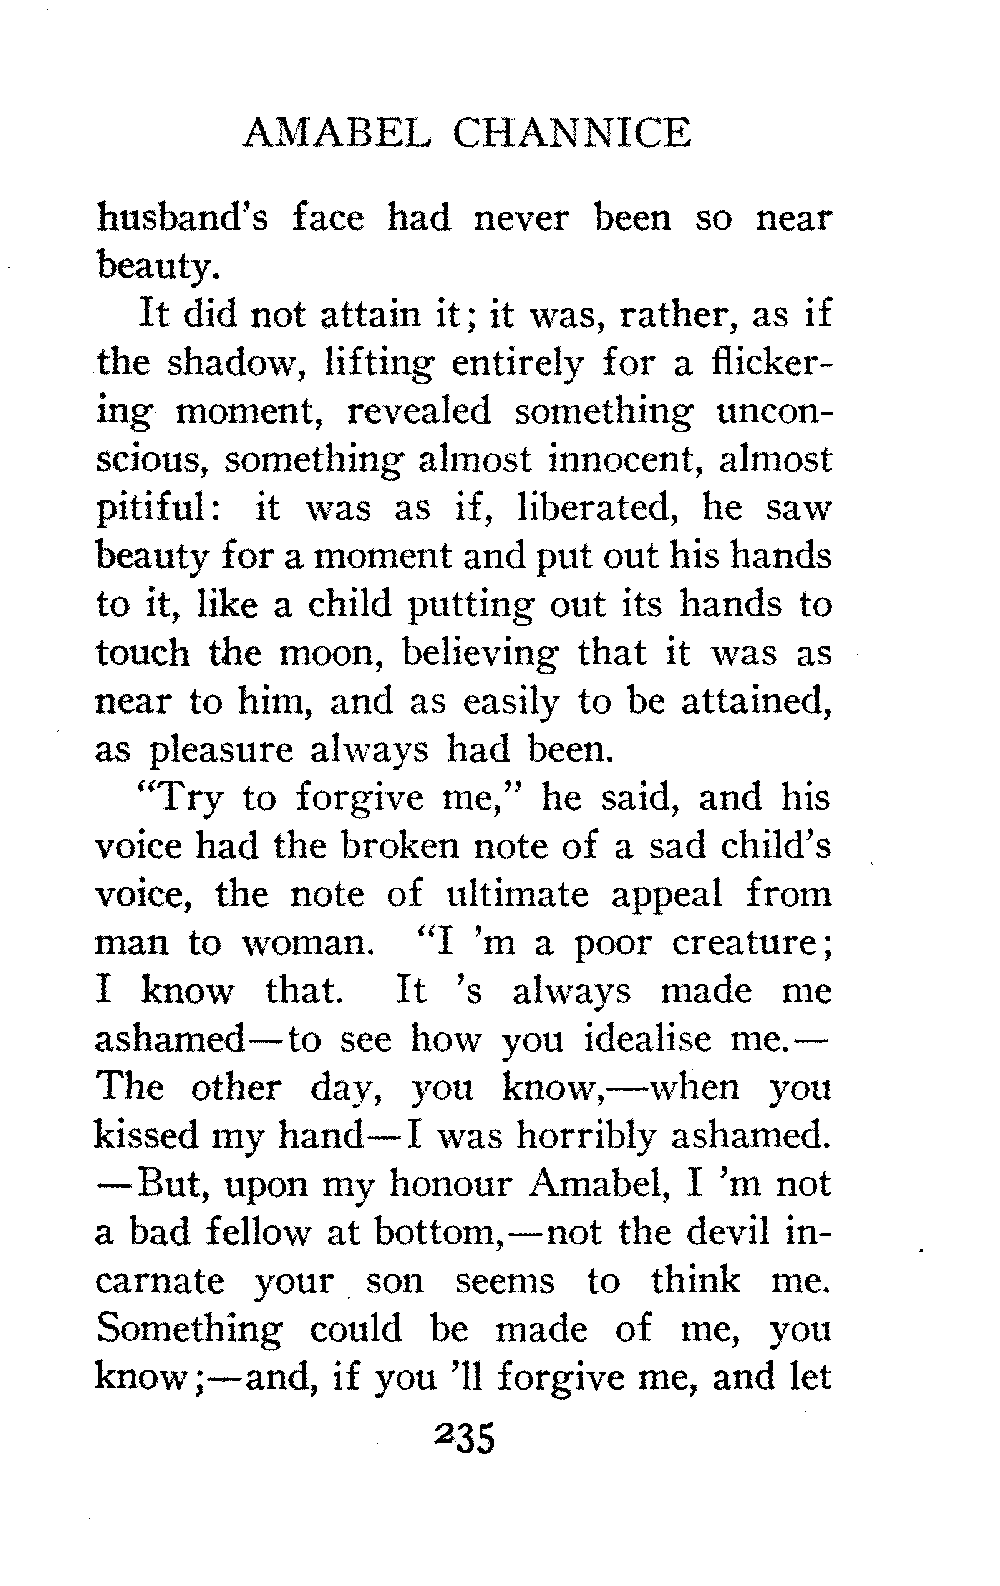 AMABEL CHANNICE
husband's face had never been so near
beauty.
It did not attain it; it was, rather, as if
the shadow, lifting entirely for a flicker-
ing moment, revealed something uncon-
scious, something almost innocent, almost
pitiful: it was as if, liberated, he saw
beauty for a moment and put out his hands
to it, like a child putting out its hands to
touch the moon, believing that it was as
near to him, and as easily to be attained,
as pleasure always had been.
“Try to forgive me,” he said, and his
voice had the broken note of a sad child's
voice, the note of ultimate appeal from
man to woman. “I 'm a poor creature;
I know that. It 's always made me
ashamed—to see how you idealise me.—
The other day, you know,—when you
kissed my hand—I was horribly ashamed.
—But, upon my honour Amabel, I 'm not
a bad fellow at bottom,—not the devil in-
carnate your son seems to think me.
Something could be made of me, you
know;—and, if you 'll forgive me, and let
235